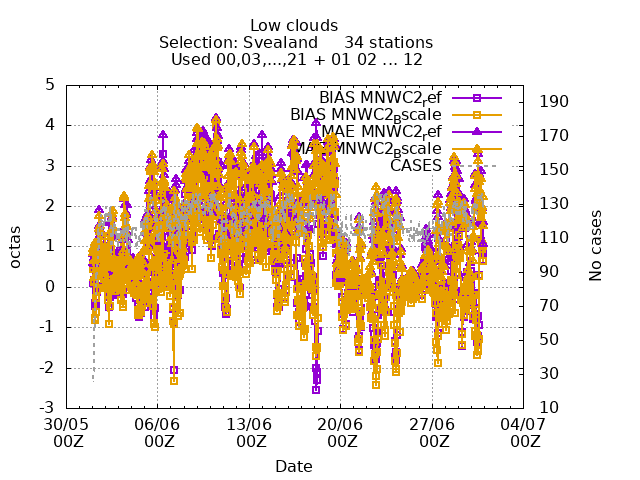 Low clouds
Selection: Svealand 34 stations
Used 00,03,...,21 + 01 02 ... 12
BIAS MNWC2ref
BIAS MNWC2Bscale
MAE MNWC2ref
MAE MNWC2Bscale
CASES
octas
5
4
3
2
1
0
-1
-2
-3
No cases
190
170
150
130
110
90
70
50
30
10
30/05 06/06 13/06 20/06 27/06 04/07
00Z 00Z 00Z 00Z 00Z 00Z
Date